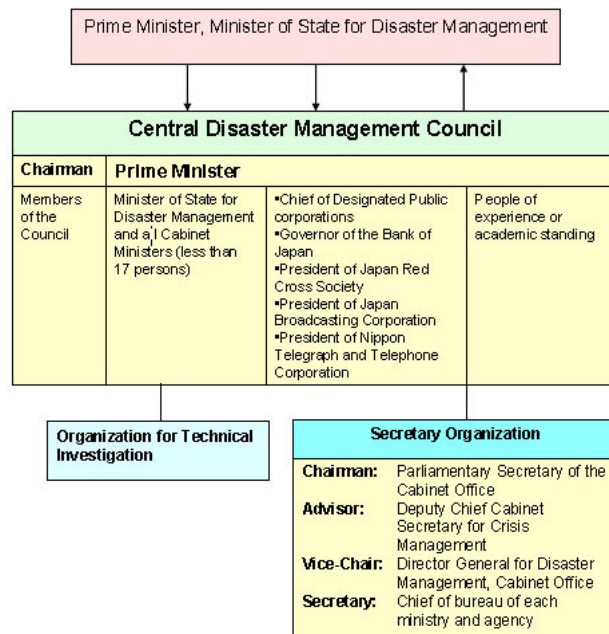 Prime Minister, Minister of State for Disaster Management
Central Disaster Management Council
Chairman
Prime Minister
Members
of the
Council
Minister of State for
Disaster Management
and all Cabinet
Ministers (less than
17 persons)
▪Chief of Designated Public
corporations
▪Governor of the Bank of
Japan
▪President of Japan Red
Cross Society
▪President of Japan
Broadcasting Corporation
▪President of Nippon
Telegraph and Telephone
Corporation
People of
experience or
academic standing
Organization for Technical
Investigation
Secretary Organization
Chairman: Parliamentary Secretary of the
Cabinet Office
Advisor: Deputy Chief Cabinet
Secretary for Crisis
Management
Vice-Chair: Director General for Disaster
Management, Cabinet Office
Secretary: Chief of bureau of each
ministry and agency